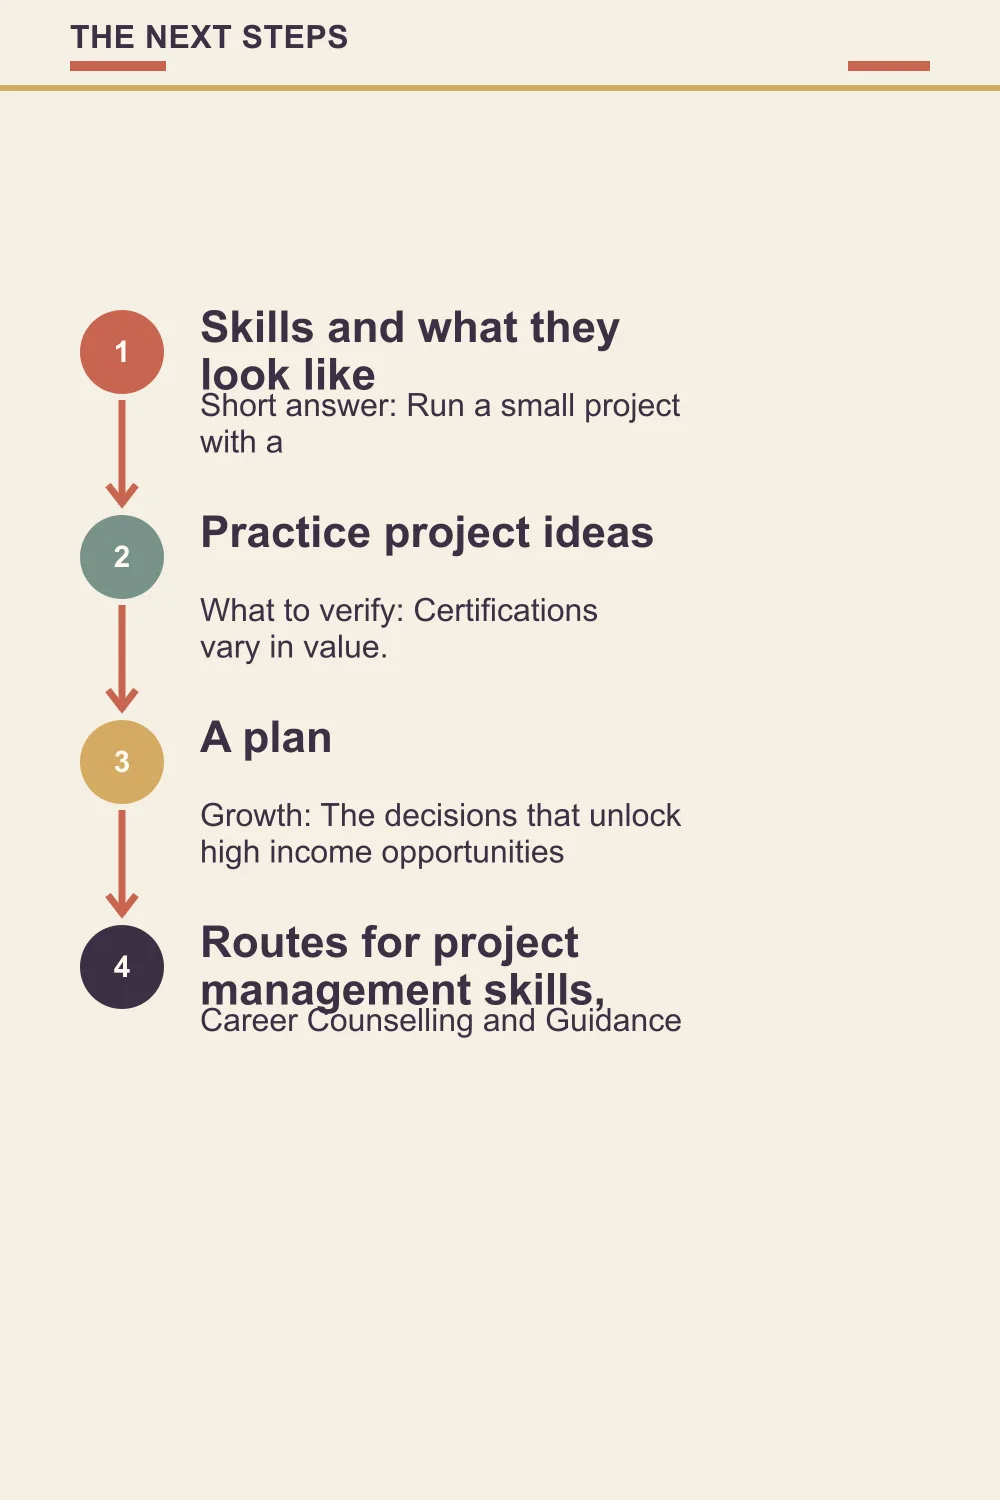 THE NEXT STEPS
1
Skills and what they
look like
Short answer: Run a small project
with a
2
Practice project ideas
What to verify: Certifications
vary in value.
3
A plan
Growth: The decisions that unlock
high income opportunities
4
Routes for project
management skills,
Career Counselling and Guidance